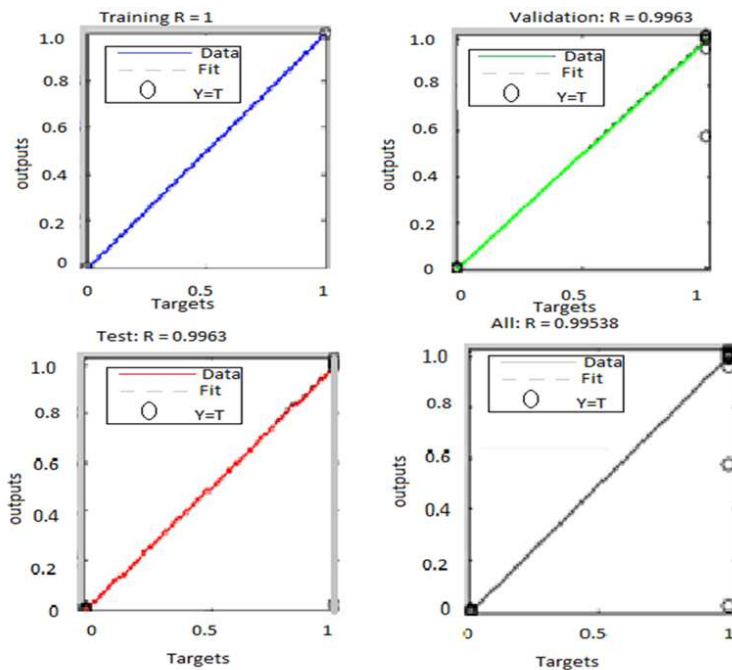 Training R = 1
1.0
0.8
0.6
0.4
0.2
0
outputs
Data
Fit
Y=T
0 0.5 1
Targets
Validation: R = 0.9963
1.0
0.8
0.6
0.4
0.2
0
outputs
Data
Fit
Y=T
0 0.5 1
Targets
Test: R = 0.9963
1.0
0.8
0.6
0.4
0.2
0
outputs
Data
Fit
Y=T
0 0.5 1
Targets
All: R = 0.99538
1.0
0.8
0.6
0.4
0.2
0
outputs
Data
Fit
Y=T
0 0.5 1
Targets